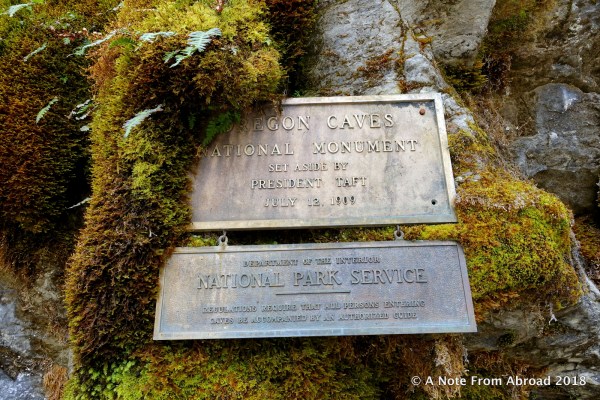 EGON CAVES
NATIONAL MONUMENT
SET ASIDE BY
PRESIDENT TAFT
JULY 12, 1909
DEPARTMENT OF THE INTERIOR
NATIONAL PARK SERVICE
REGULATIONS REQUIRE THAT ALL PERSONS ENTERING
CAVES BE ACCOMPANIED BY AN AUTHORIZED GUIDE
© A Note From Abroad 2018